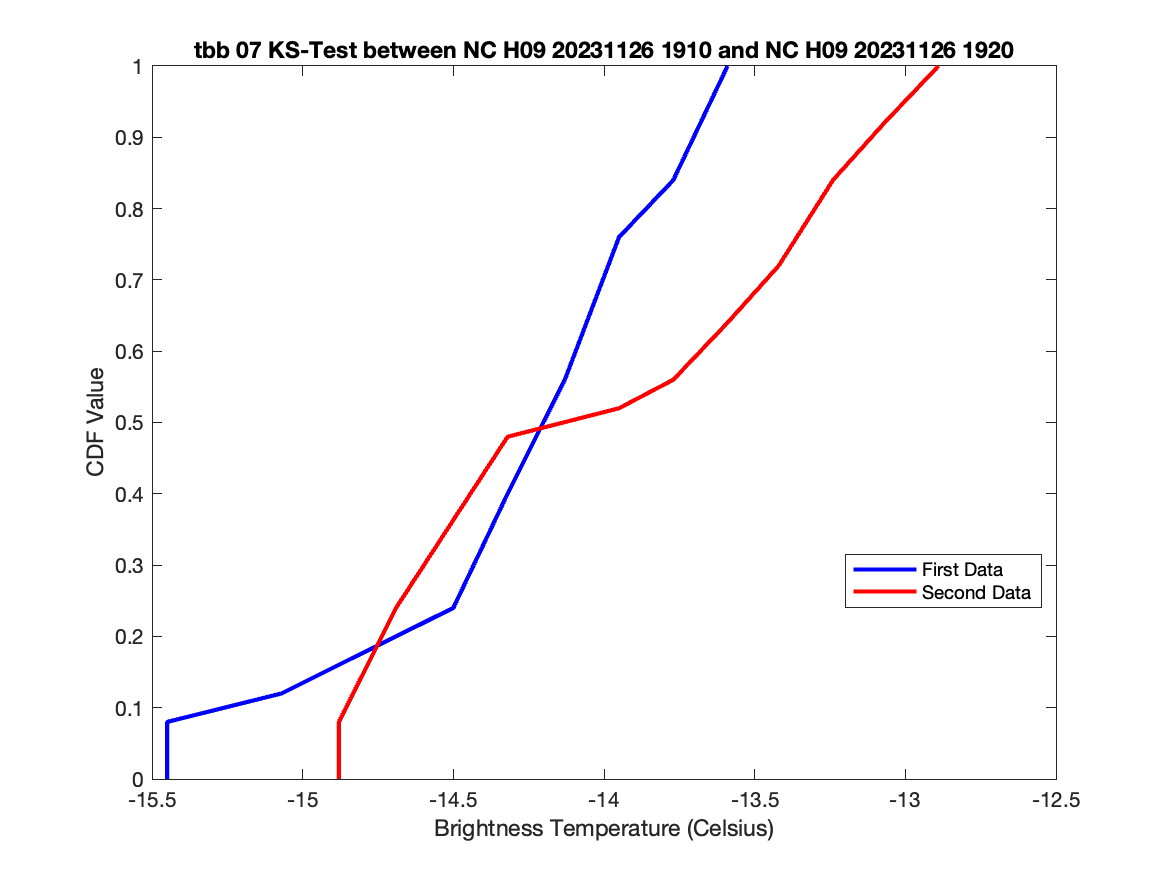 tbb 07 KS-Test between NC H09 20231126 1910 and NC H09 20231126 1920
1
0.9
0.8
0.7
0.6
0.5
0.4
0.3
0.2
0.1
0
CDF Value
First Data
Second Data
-15.5 -15 -14.5 -14 -13.5 -13 -12.5
Brightness Temperature (Celsius)